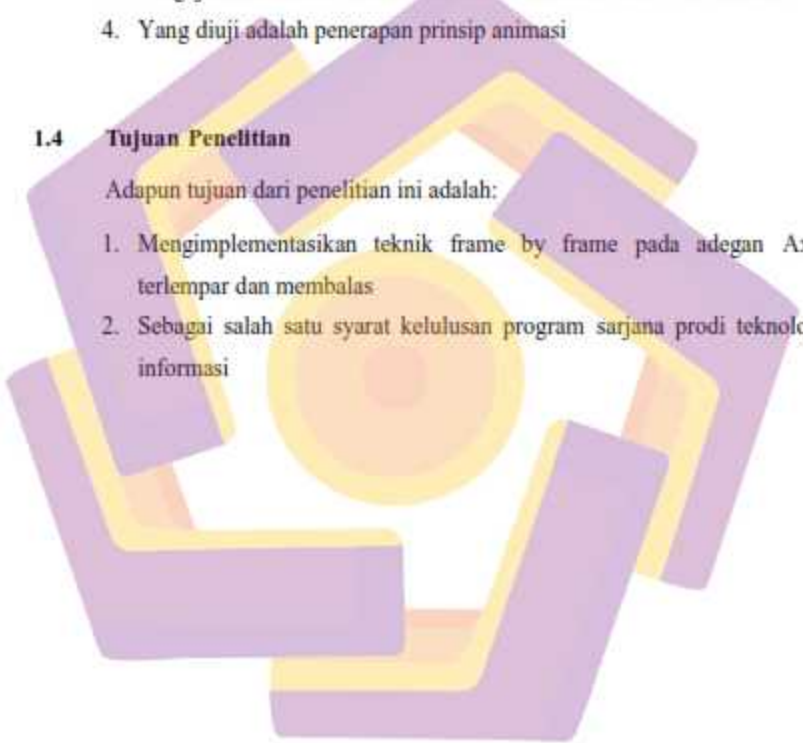 4. Yang diuji adalah penerapan prinsip animasi
1.4 Tujuan Penelitian
Adapun tujuan dari penelitian ini adalah:
1. Mengimplementasikan teknik frame by frame pada adegan
terlempar dan membalas
2. Sebagai salah satu syarat kelulusan program sarjana prodi
informasi